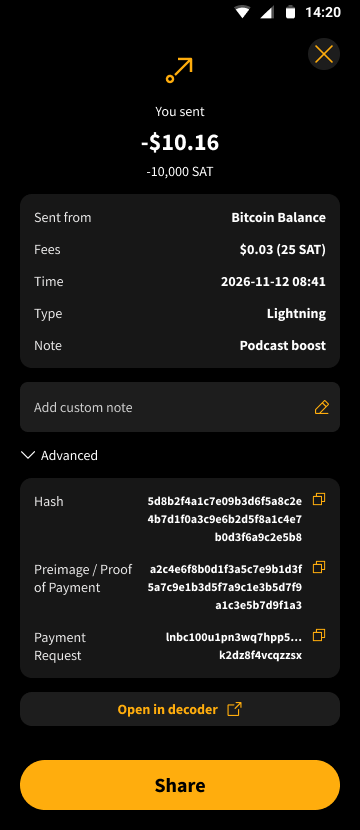 14:20
You sent
-$10.16
-10,000 SAT
Sent from Bitcoin Balance
Fees $0.03 (25 SAT)
Time 2026-11-12 08:41
Type Lightning
Note Podcast boost
Add custom note
Advanced
Hash 5d8b2f4a1c7e09b3d6f5a8c2e
4b7d1f0a3c9e6b2d5f8a1c4e7
b0d3f6a9c2e5b8
Preimage / Proof a2c4e6f8b0d1f3a5c7e9b1d3f
of Payment 5a7c9e1b3d5f7a9c1e3b5d7f9
a1c3e5b7d9f1a3
Payment lnbc100u1pn3wq7hpp5...
Request k2dz8f4vcqzzsx
Open in decoder
Share